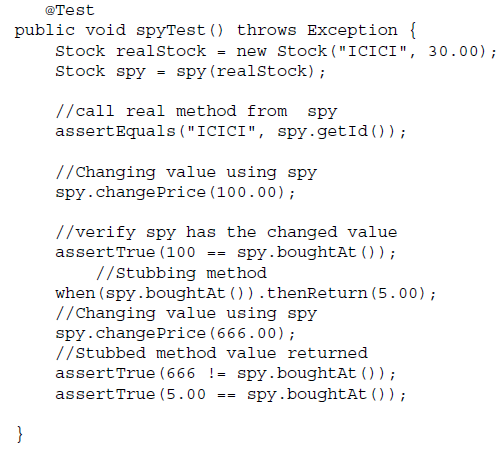 @Test
public void spyTest() throws Exception {
Stock realStock = new Stock("ICICI", 30.00);
Stock spy = spy(realStock);
//call real method from  spy
assertEquals("ICICI", spy.getId());
//Changing value using spy
spy.changePrice(100.00);
//verify spy has the changed value
assertTrue(100 == spy.boughtAt());
//Stubbing method
when(spy.boughtAt()).thenReturn(5.00);
//Changing value using spy
spy.changePrice(666.00);
//Stubbed method value returned
assertTrue(666 != spy.boughtAt());
assertTrue(5.00 == spy.boughtAt());
}